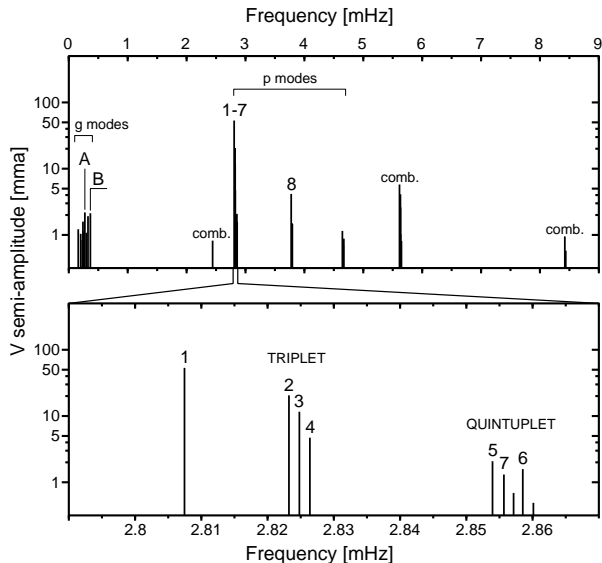 Frequency [mHz]
0 1 2 3 4 5 6 7 8 9
V semi-amplitude [mma]
100
50
10
5
1
g modes
A
B
comb.
p modes
1-7
8
comb.
comb.
100
50
10
5
1
1
TRIPLET
2
3
4
QUINTUPLET
5
7
6
2.8 2.81 2.82 2.83 2.84 2.85 2.86
Frequency [mHz]